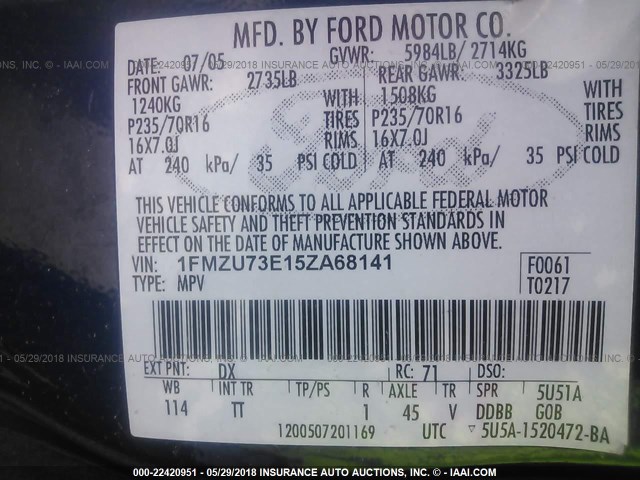 MFD. BY FORD MOTOR CO.
DATE: 07/05 GVWR: 5984LB/ 2714KG
FRONT GAWR: 2735LB REAR GAWR: 3325LB
1240KG WITH 1508KG WITH
P235/70R16 TIRES P235/70R16 TIRES
16X7.0J RIMS 16X7.0J RIMS
AT 240 kPa/ 35 PSI COLD AT 240 kPa/ 35 PSI COLD
Ford
THIS VEHICLE CONFORMS TO ALL APPLICABLE FEDERAL MOTOR
VEHICLE SAFETY AND THEFT PREVENTION STANDARDS IN
EFFECT ON THE DATE OF MANUFACTURE SHOWN ABOVE.
VIN: 1FMZU73E15ZA68141 F0061
TYPE: MPV T0217
EXT PNT: DX RC: 71 DSO:
WB INT TR TP/PS R AXLE TR SPR 5U51A
114 TT 1 45 V DDBB GOB
1200507201169 UTC 5U5A-1520472-BA
000-22420951 - 05/29/2018 INSURANCE AUTO AUCTIONS, INC. - IAAI.COM